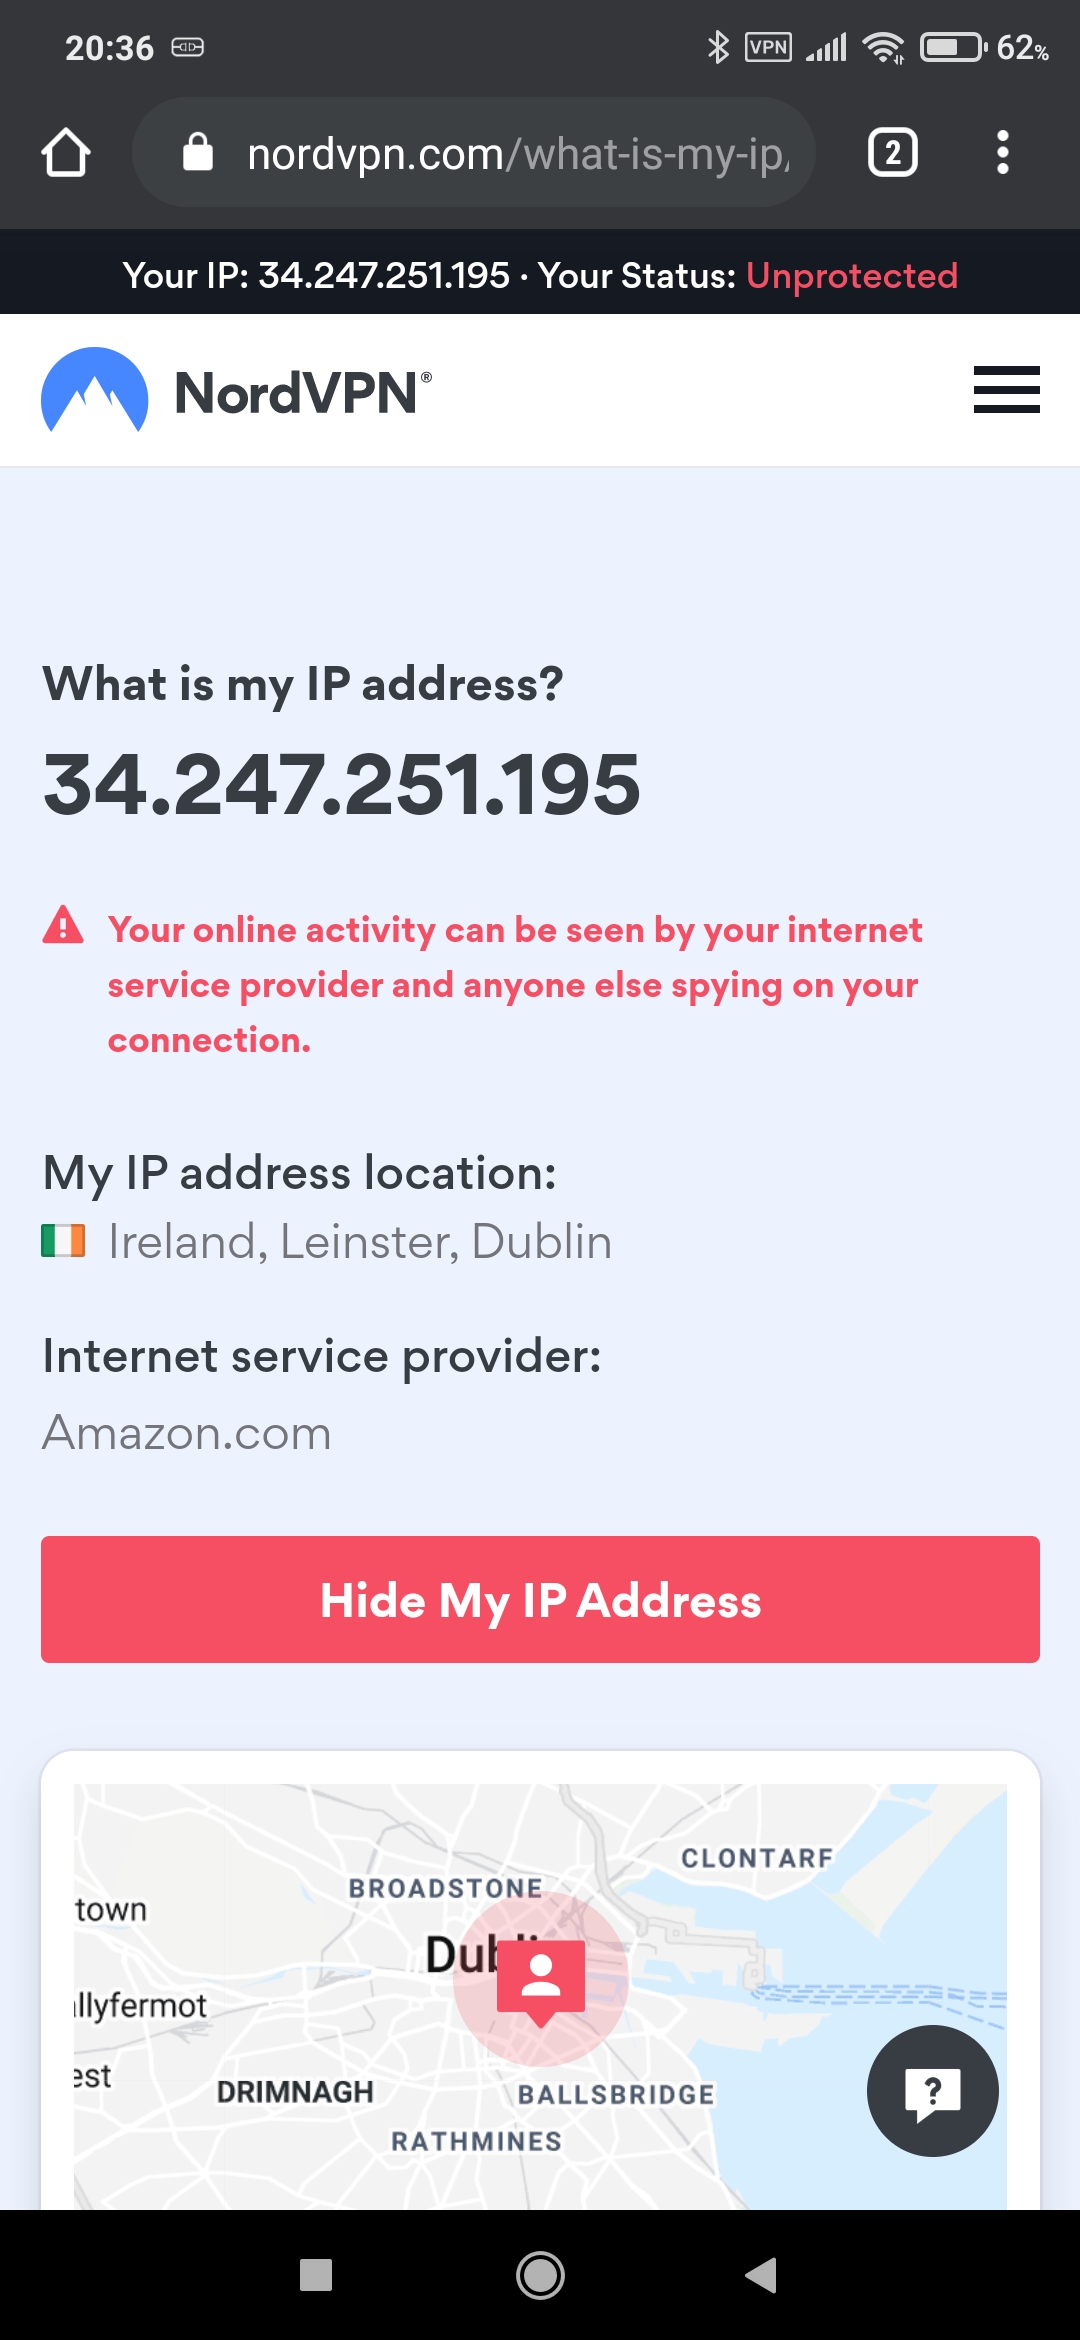 20:36 VPN 62%
nordvpn.com/what-is-my-ip/
2
Your IP: 34.247.251.195 · Your Status: Unprotected
NordVPN®
What is my IP address?
34.247.251.195
Your online activity can be seen by your internet
service provider and anyone else spying on your
connection.
My IP address location:
Ireland, Leinster, Dublin
Internet service provider:
Amazon.com
Hide My IP Address
CLONTARF
BROADSTONE
town
Dubli
llyfermot
est
DRIMNAGH
BALLSBRIDGE
RATHMINES
?